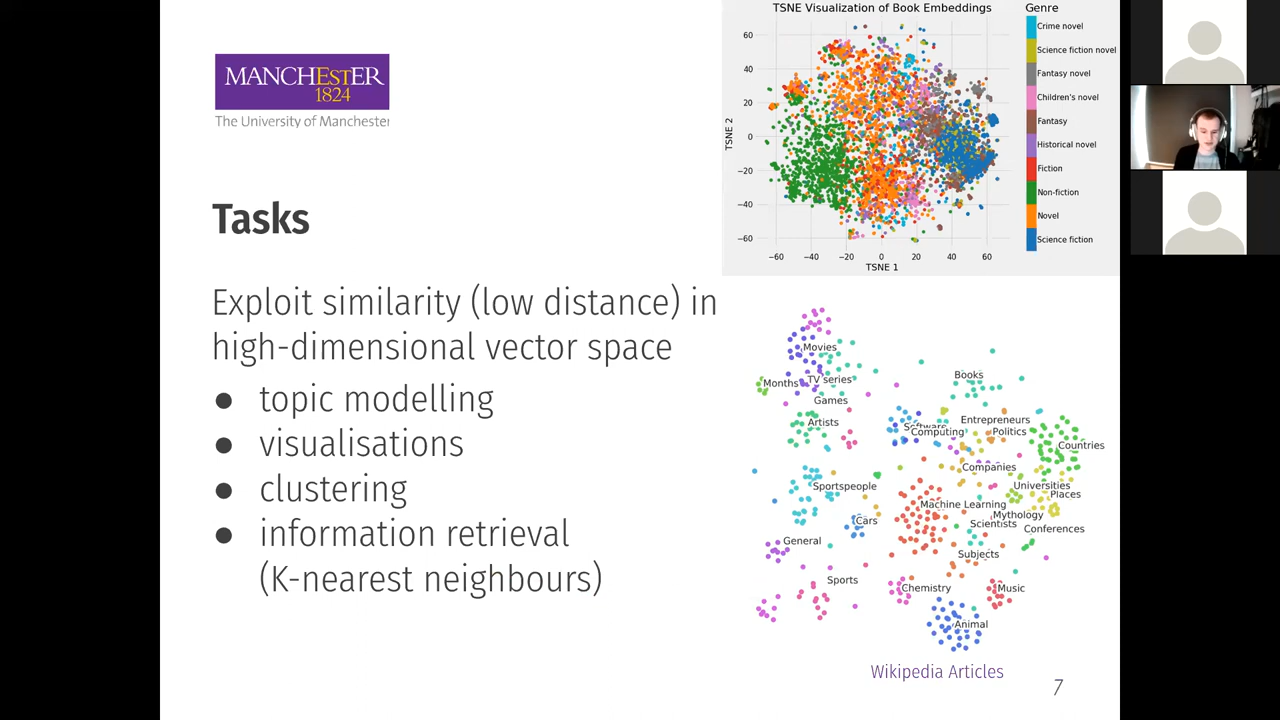 MANCHESTER
1824
The University of Manchester
Tasks
Exploit similarity (low distance) in
high-dimensional vector space
● topic modelling
● visualisations
● clustering
● information retrieval
(K-nearest neighbours)
TSNE Visualization of Book Embeddings
Genre
Crime novel
Science fiction novel
Fantasy novel
Children's novel
Fantasy
Historical novel
Fiction
Non-fiction
Novel
Science fiction
TSNE 2
60
40
20
0
−20
−40
−60
−60 −40 −20 0 20 40 60
TSNE 1
Movies
Months TV series
Games
Artists
Books
Entrepreneurs
Software
Computing Politics
Countries
Companies
Sportspeople
Universities
Places
Machine Learning
Mythology
Cars
Scientists
Conferences
General
Subjects
Sports
Chemistry
Music
Animal
Wikipedia Articles
7